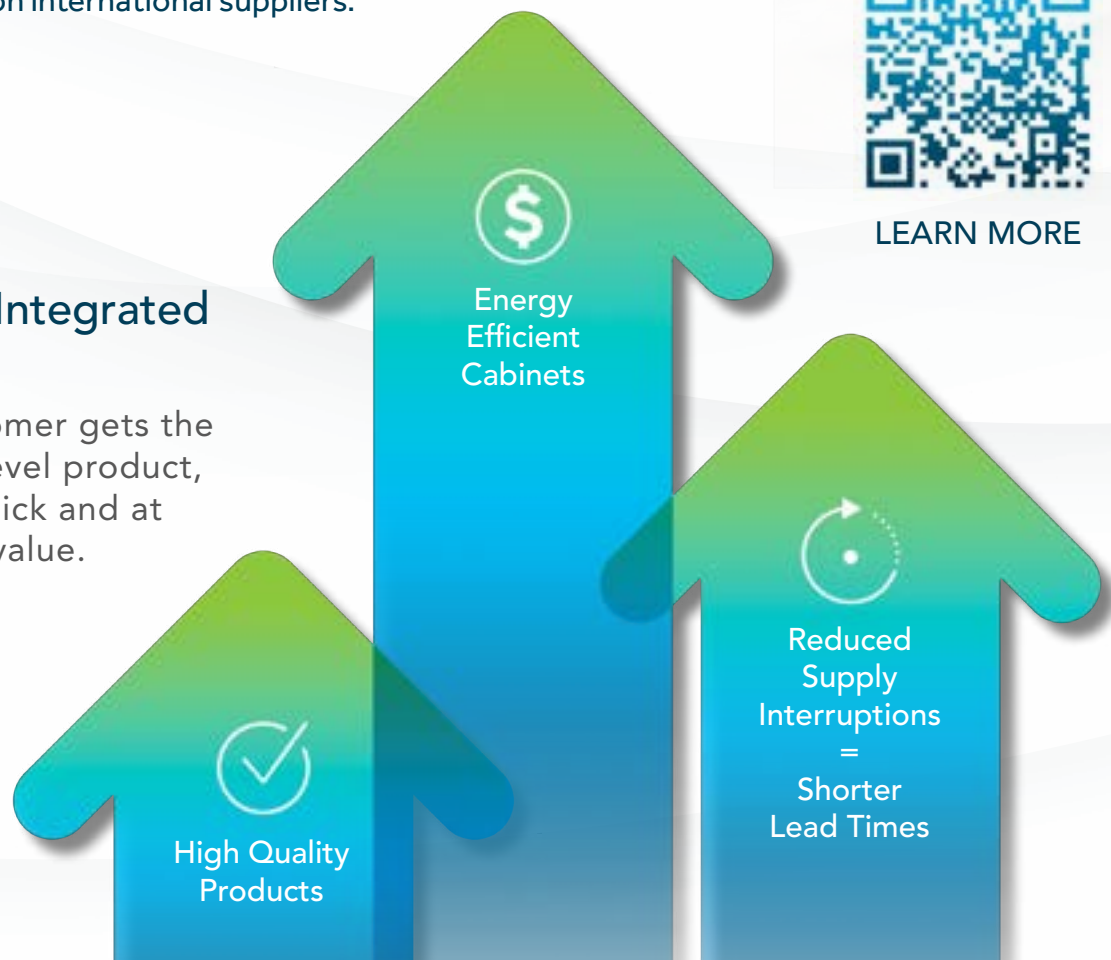 on international suppliers.
LEARN MORE
Integrated
omer gets the
evel product,
ick and at
value.
$
Energy
Efficient
Cabinets
Reduced
Supply
Interruptions
=
Shorter
Lead Times
High Quality
Products